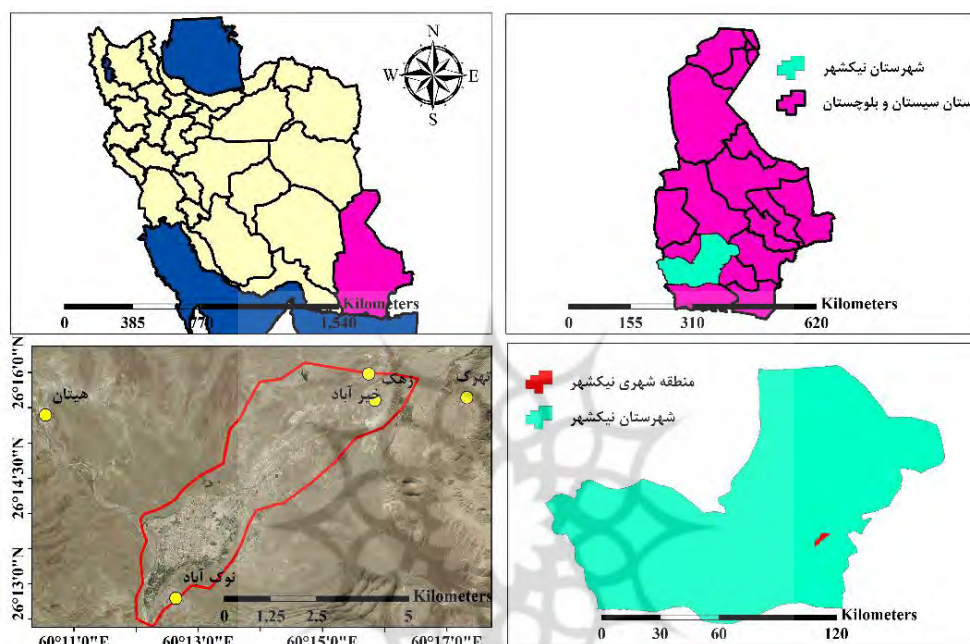 N
W E
S
Kilometers
0 385 770 1,540
شهرستان نیکشهر
ستان سیستان و بلوچستان
Kilometers
0 155 310 620
26°16'0"N
26°14'30"N
26°13'0"N
هیتان
زهک
خیر آباد
نوک آباد
0 1.25 2.5 5
Kilometers
60°11'0"E 60°13'0"E 60°15'0"E 60°17'0"E
منطقه شهری نیکشهر
شهرستان نیکشهر
Kilometers
0 30 60 120